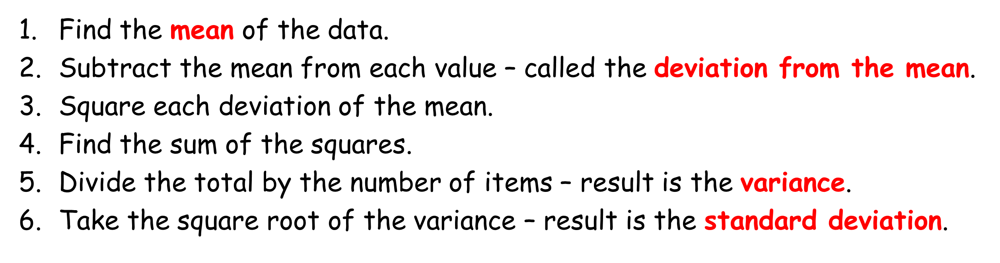 1. Find the mean of the data.
2. Subtract the mean from each value – called the deviation from the mean.
3. Square each deviation of the mean.
4. Find the sum of the squares.
5. Divide the total by the number of items – result is the variance.
6. Take the square root of the variance – result is the standard deviation.